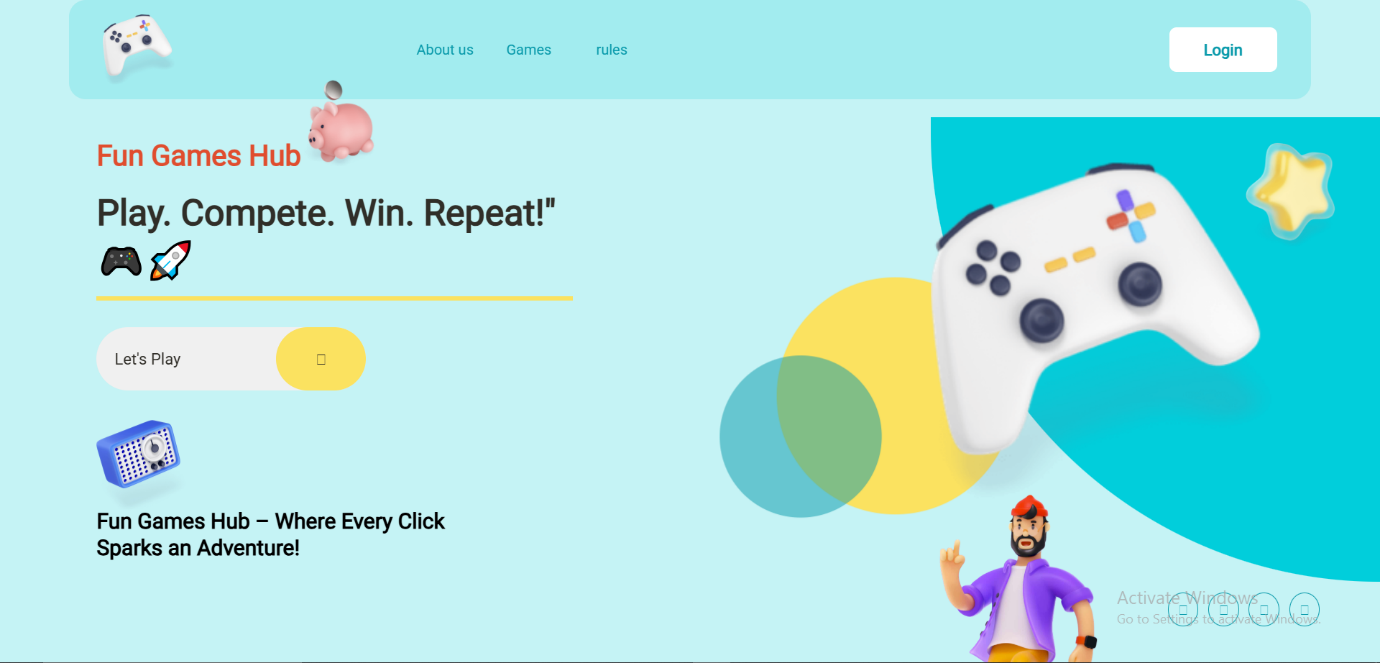 About us Games rules Login
Fun Games Hub
Play. Compete. Win. Repeat!"
🎮🚀
Let's Play
Fun Games Hub – Where Every Click
Sparks an Adventure!
Activate Windows
Go to Settings to activate Windows.